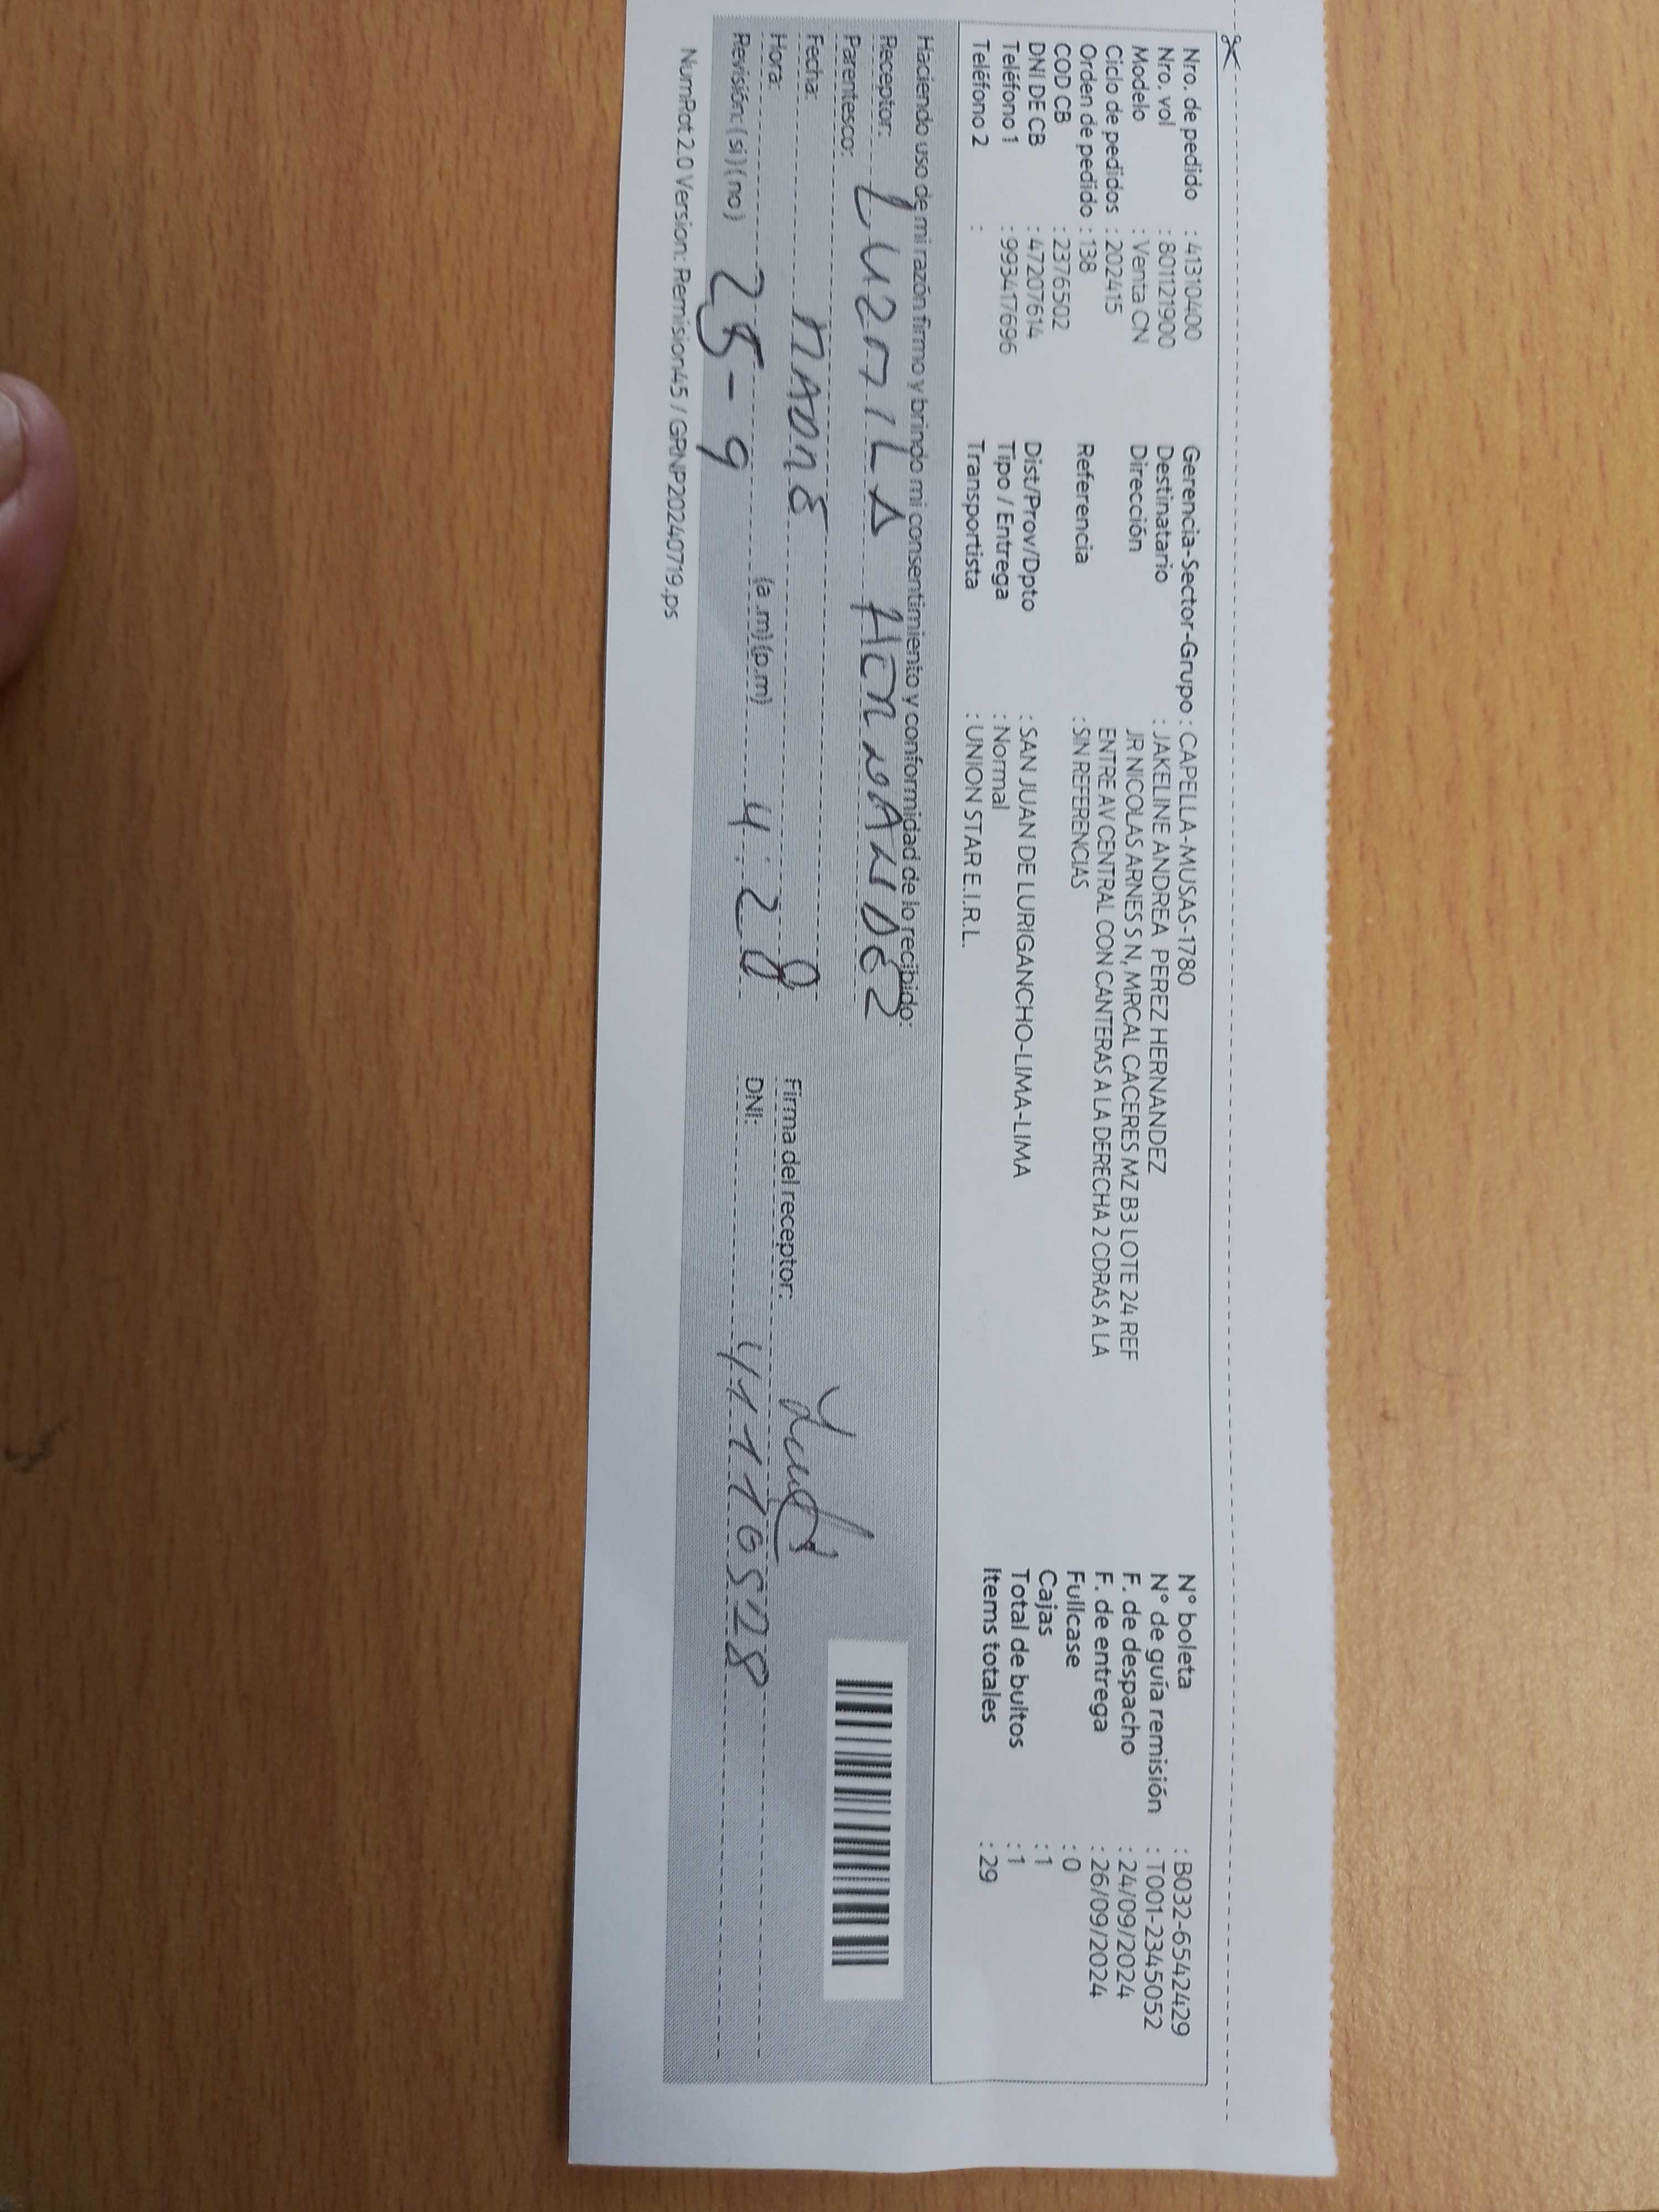 Nro. de pedido : 41310400
Nro. vol : 801121900
Modelo : Venta CN
Ciclo de pedidos : 202415
Orden de pedido : 138
COD CB : 2376502
DNI DE CB : 47207614
Teléfono 1 : 993417696
Teléfono 2 :
Gerencia-Sector-Grupo : CAPELLA-MUSAS-1780
Destinatario : JAKELINE ANDREA PEREZ HERNANDEZ
Dirección JR NICOLAS ARNES S N, MRCAL CACERES MZ B3 LOTE 24 REF
ENTRE AV CENTRAL CON CANTERAS A LA DERECHA 2 CDRAS A LA
Referencia : SIN REFERENCIAS
Dist/Prov/Dpto : SAN JUAN DE LURIGANCHO-LIMA-LIMA
Tipo / Entrega : Normal
Transportista : UNION STAR E.I.R.L.
N° boleta : B032-6542429
N° de guía remisión : T001-2345052
F. de despacho : 24/09/2024
F. de entrega : 26/09/2024
Fullcase : 0
Cajas : 1
Total de bultos : 1
Items totales : 29
Haciendo uso de mi razón firmo y brindo mi consentimiento y conformidad de lo recibido:
Receptor: Luzmila Hernandez
Parentesco:
Fecha: madre
Hora: (a.m)(p.m) 4:28
Revisión: (si) (no) 25-9
Firma del receptor:
DNI: 41110528
NumRot 2.0 Version: Remision45 / GRNP20240719.ps